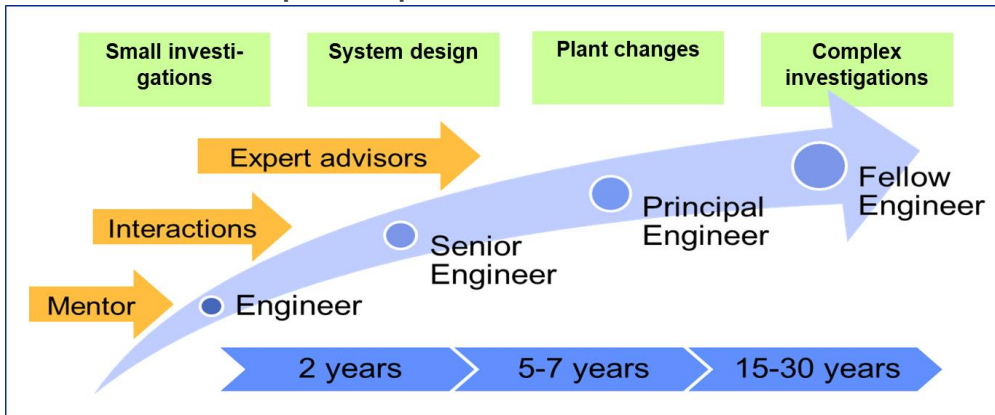 Small investi-
gations
System design
Plant changes
Complex
investigations
Expert advisors
Interactions
Mentor
Engineer
Senior
Engineer
Principal
Engineer
Fellow
Engineer
2 years
5-7 years
15-30 years